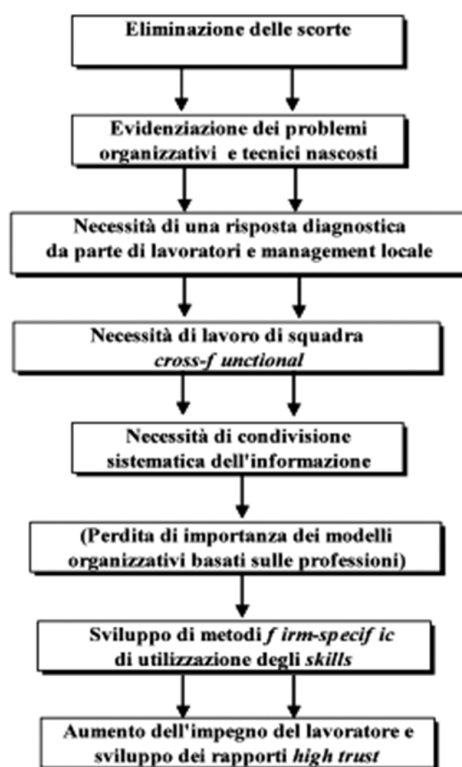 Eliminazione delle scorte
Evidenziazione dei problemi
organizzativi e tecnici nascosti
Necessità di una risposta diagnostica
da parte di lavoratori e management locale
Necessità di lavoro di squadra
cross-f unctional
Necessità di condivisione
sistematica dell'informazione
(Perdita di importanza dei modelli
organizzativi basati sulle professioni)
Sviluppo di metodi f irm-specif ic
di utilizzazione degli skills
Aumento dell'impegno del lavoratore e
sviluppo dei rapporti high trust